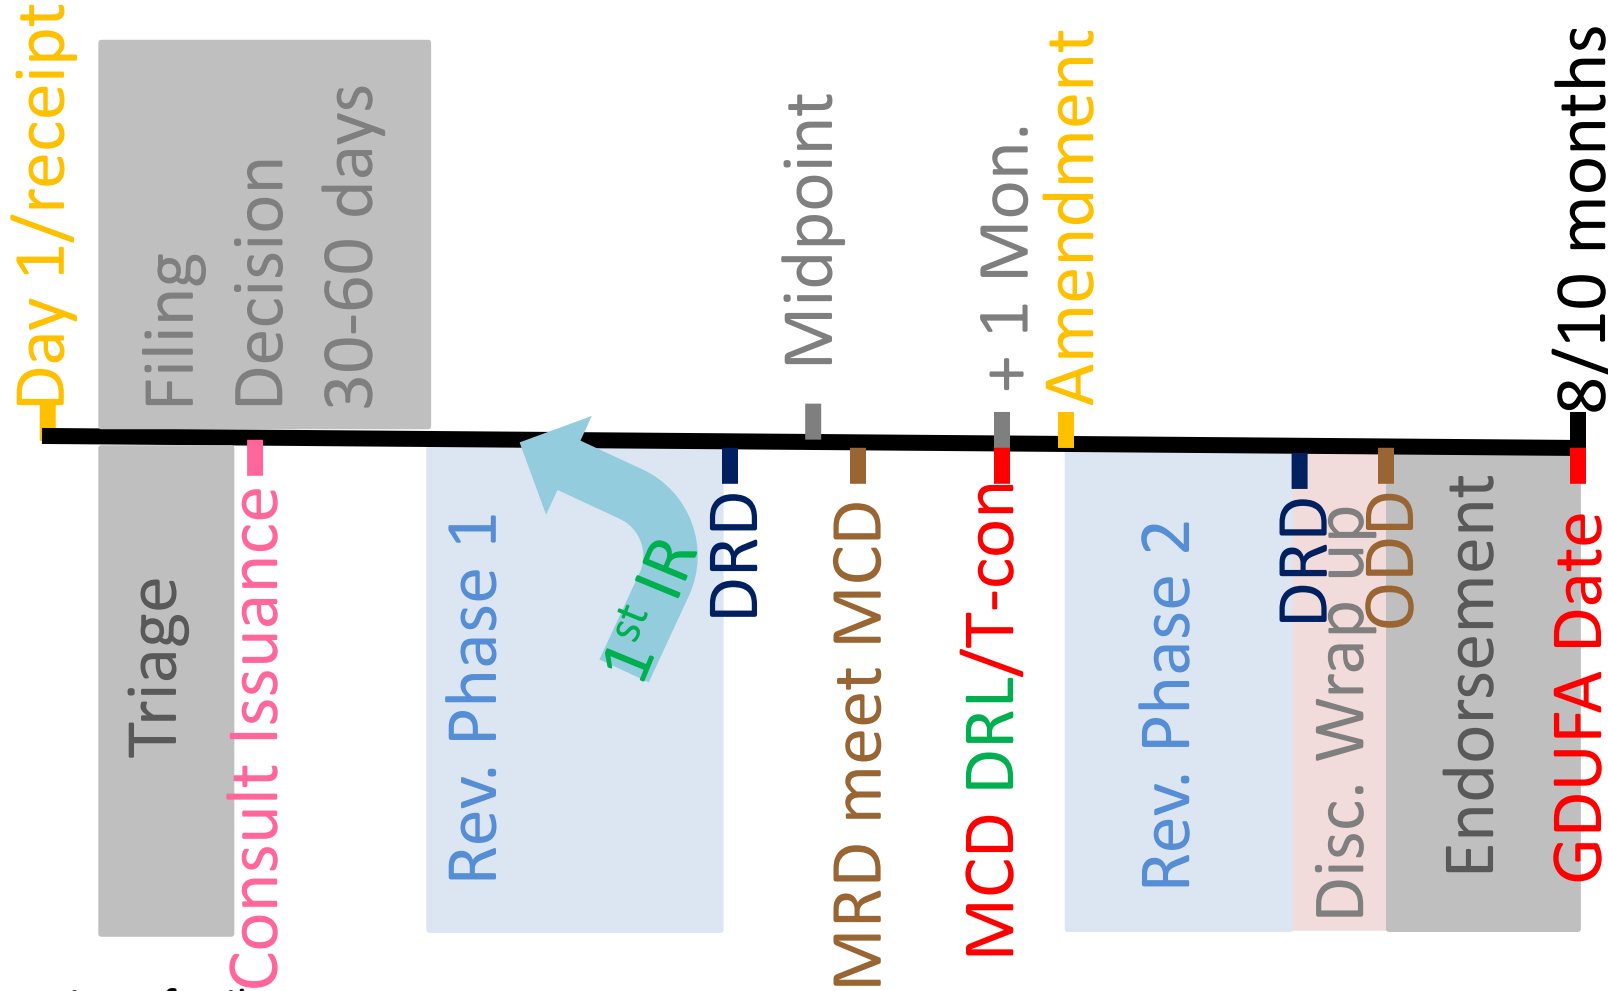 Day 1/receipt
Filing
Decision
30-60 days
Midpoint
+ 1 Mon.
Amendment
8/10 months
Triage
Consult Issuance
Rev. Phase 1
1st IR
DRD
MRD meet MCD
MCD DRL/T-con
Rev. Phase 2
DRD
Disc. Wrap up
ODD
Endorsement
GDUFA Date